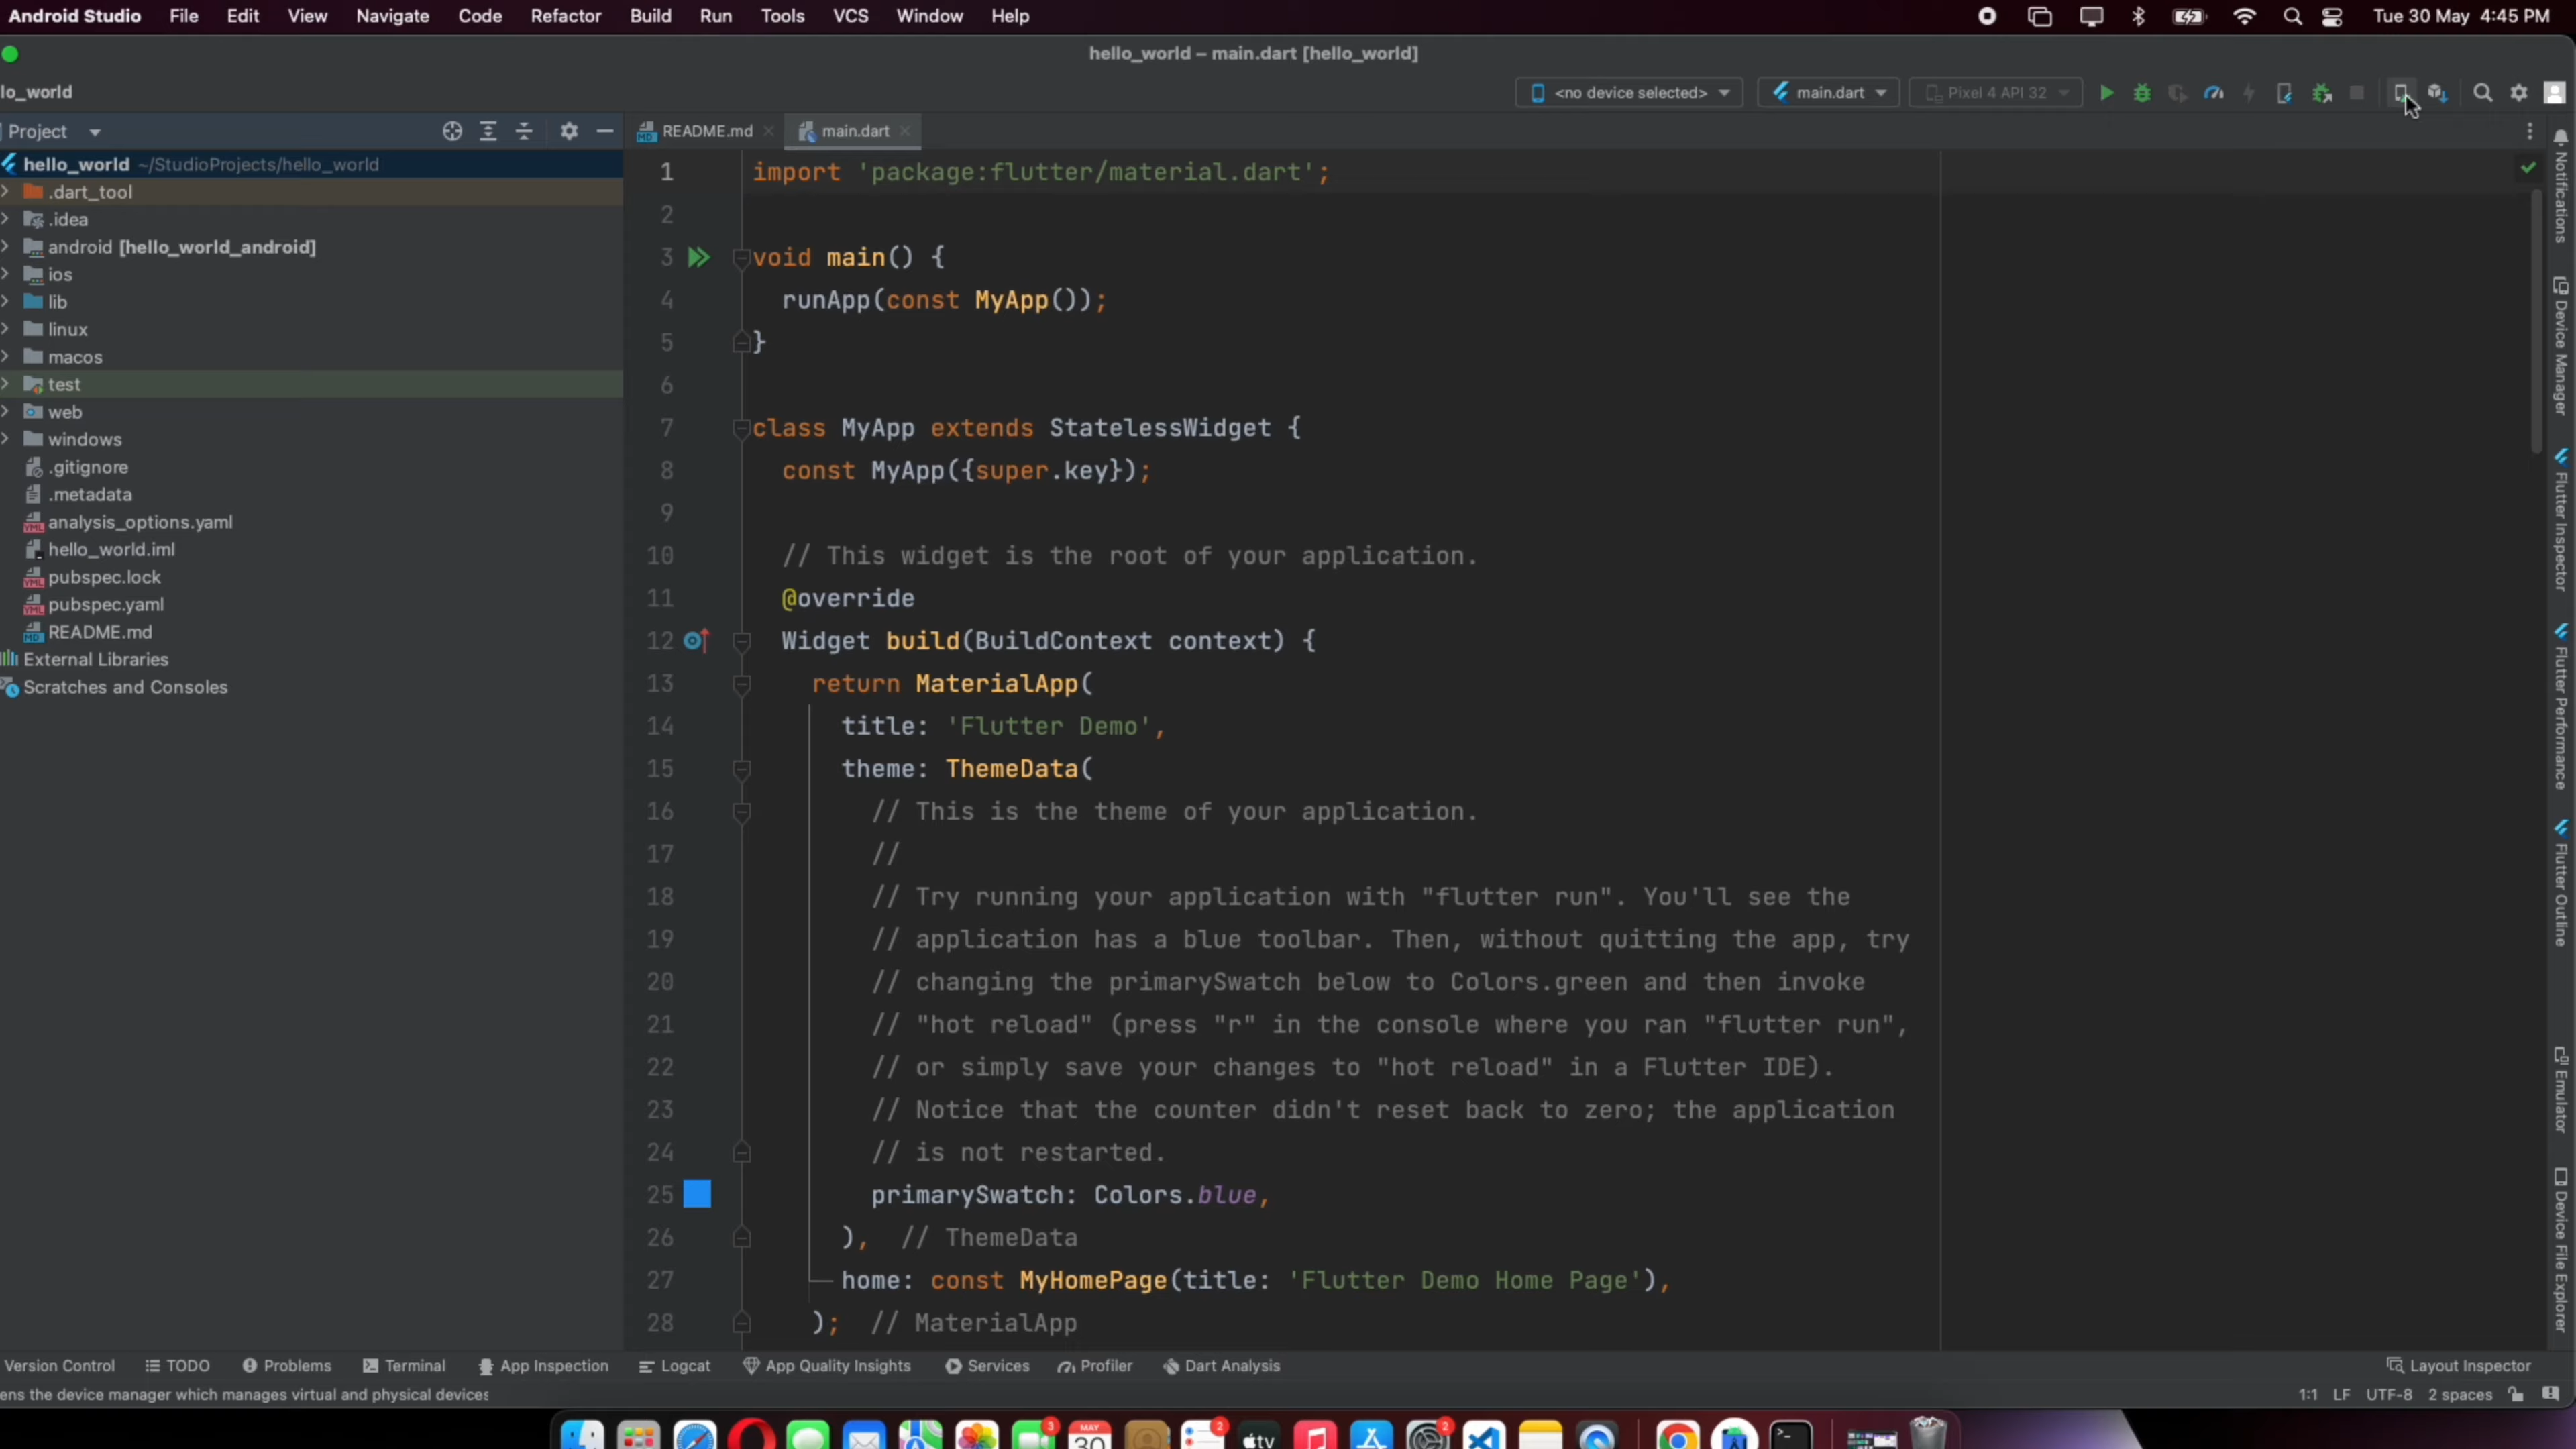 Android Studio File Edit View Navigate Code Refactor Build Run Tools VCS Window Help Tue 30 May 4:45 PM
hello_world – main.dart [hello_world]
lo_world <no device selected> main.dart Pixel 4 API 32
Project
README.md main.dart
hello_world ~/StudioProjects/hello_world
.dart_tool
.idea
android [hello_world_android]
ios
lib
linux
macos
test
web
windows
.gitignore
.metadata
analysis_options.yaml
hello_world.iml
pubspec.lock
pubspec.yaml
README.md
External Libraries
Scratches and Consoles
1 import 'package:flutter/material.dart';
2
3 void main() {
4 runApp(const MyApp());
5 }
6
7 class MyApp extends StatelessWidget {
8 const MyApp({super.key});
9
10 // This widget is the root of your application.
11 @override
12 Widget build(BuildContext context) {
13 return MaterialApp(
14 title: 'Flutter Demo',
15 theme: ThemeData(
16 // This is the theme of your application.
17 //
18 // Try running your application with "flutter run". You'll see the
19 // application has a blue toolbar. Then, without quitting the app, try
20 // changing the primarySwatch below to Colors.green and then invoke
21 // "hot reload" (press "r" in the console where you ran "flutter run",
22 // or simply save your changes to "hot reload" in a Flutter IDE).
23 // Notice that the counter didn't reset back to zero; the application
24 // is not restarted.
25 primarySwatch: Colors.blue,
26 ), // ThemeData
27 home: const MyHomePage(title: 'Flutter Demo Home Page'),
28 ); // MaterialApp
Notifications
Device Manager
Flutter Inspector
Flutter Performance
Flutter Outline
Emulator
Device File Explorer
Version Control TODO Problems Terminal App Inspection Logcat App Quality Insights Services Profiler Dart Analysis Layout Inspector
ens the device manager which manages virtual and physical devices 1:1 LF UTF-8 2 spaces
3 MAY 30 2 tv 2